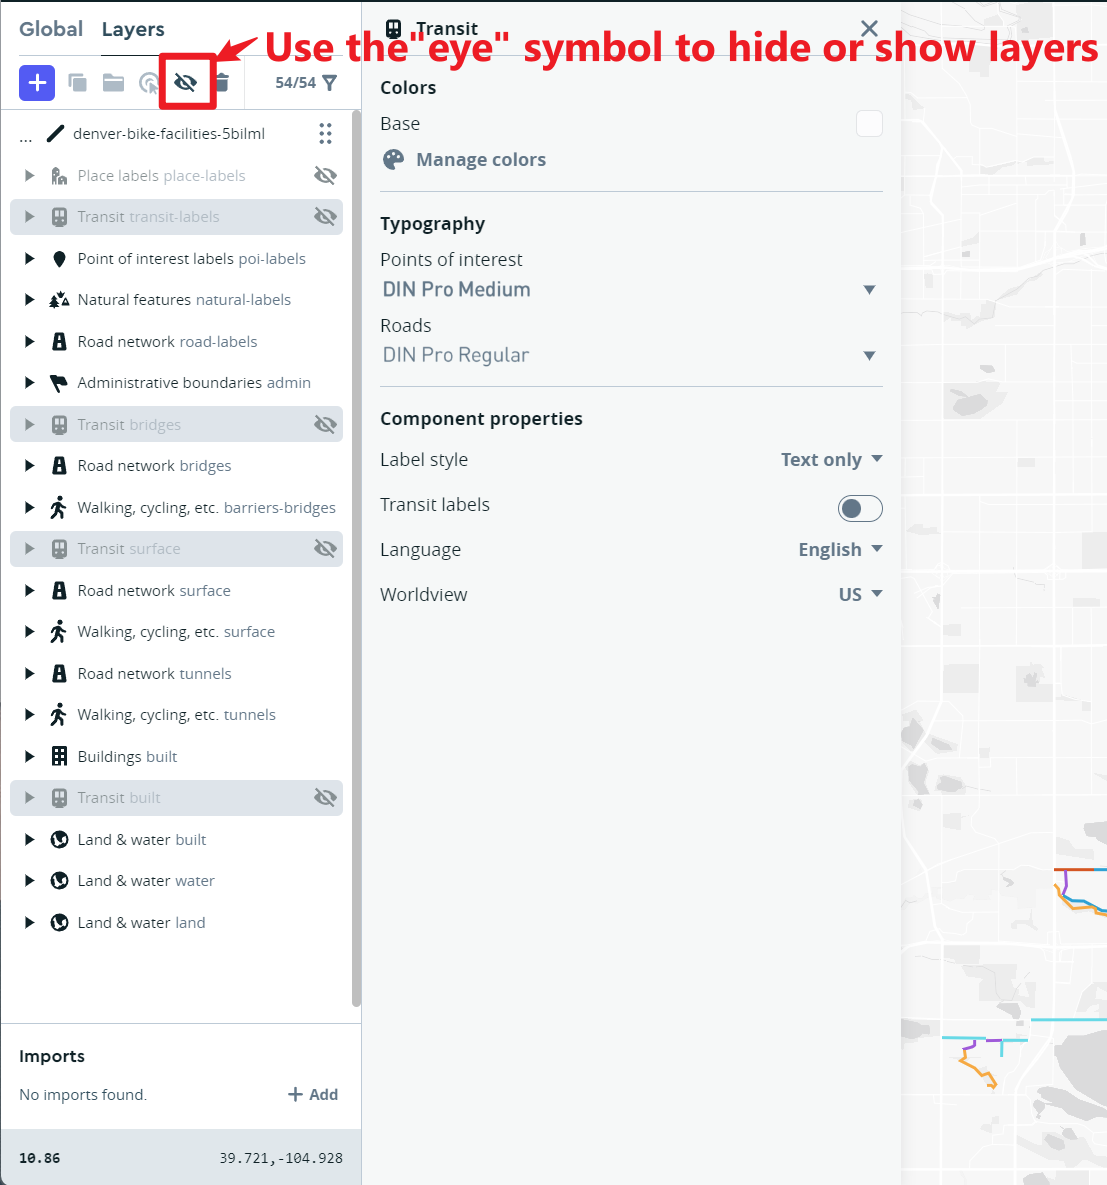 Global Layers
Transit
Use the"eye" symbol to hide or show layers
54/54
... denver-bike-facilities-5bilml
Place labels place-labels
Transit transit-labels
Point of interest labels poi-labels
Natural features natural-labels
Road network road-labels
Administrative boundaries admin
Transit bridges
Road network bridges
Walking, cycling, etc. barriers-bridges
Transit surface
Road network surface
Walking, cycling, etc. surface
Road network tunnels
Walking, cycling, etc. tunnels
Buildings built
Transit built
Land & water built
Land & water water
Land & water land
Imports
No imports found.
Add
10.86
39.721,-104.928
Colors
Base
Manage colors
Typography
Points of interest
DIN Pro Medium
Roads
DIN Pro Regular
Component properties
Label style Text only
Transit labels
Language English
Worldview US